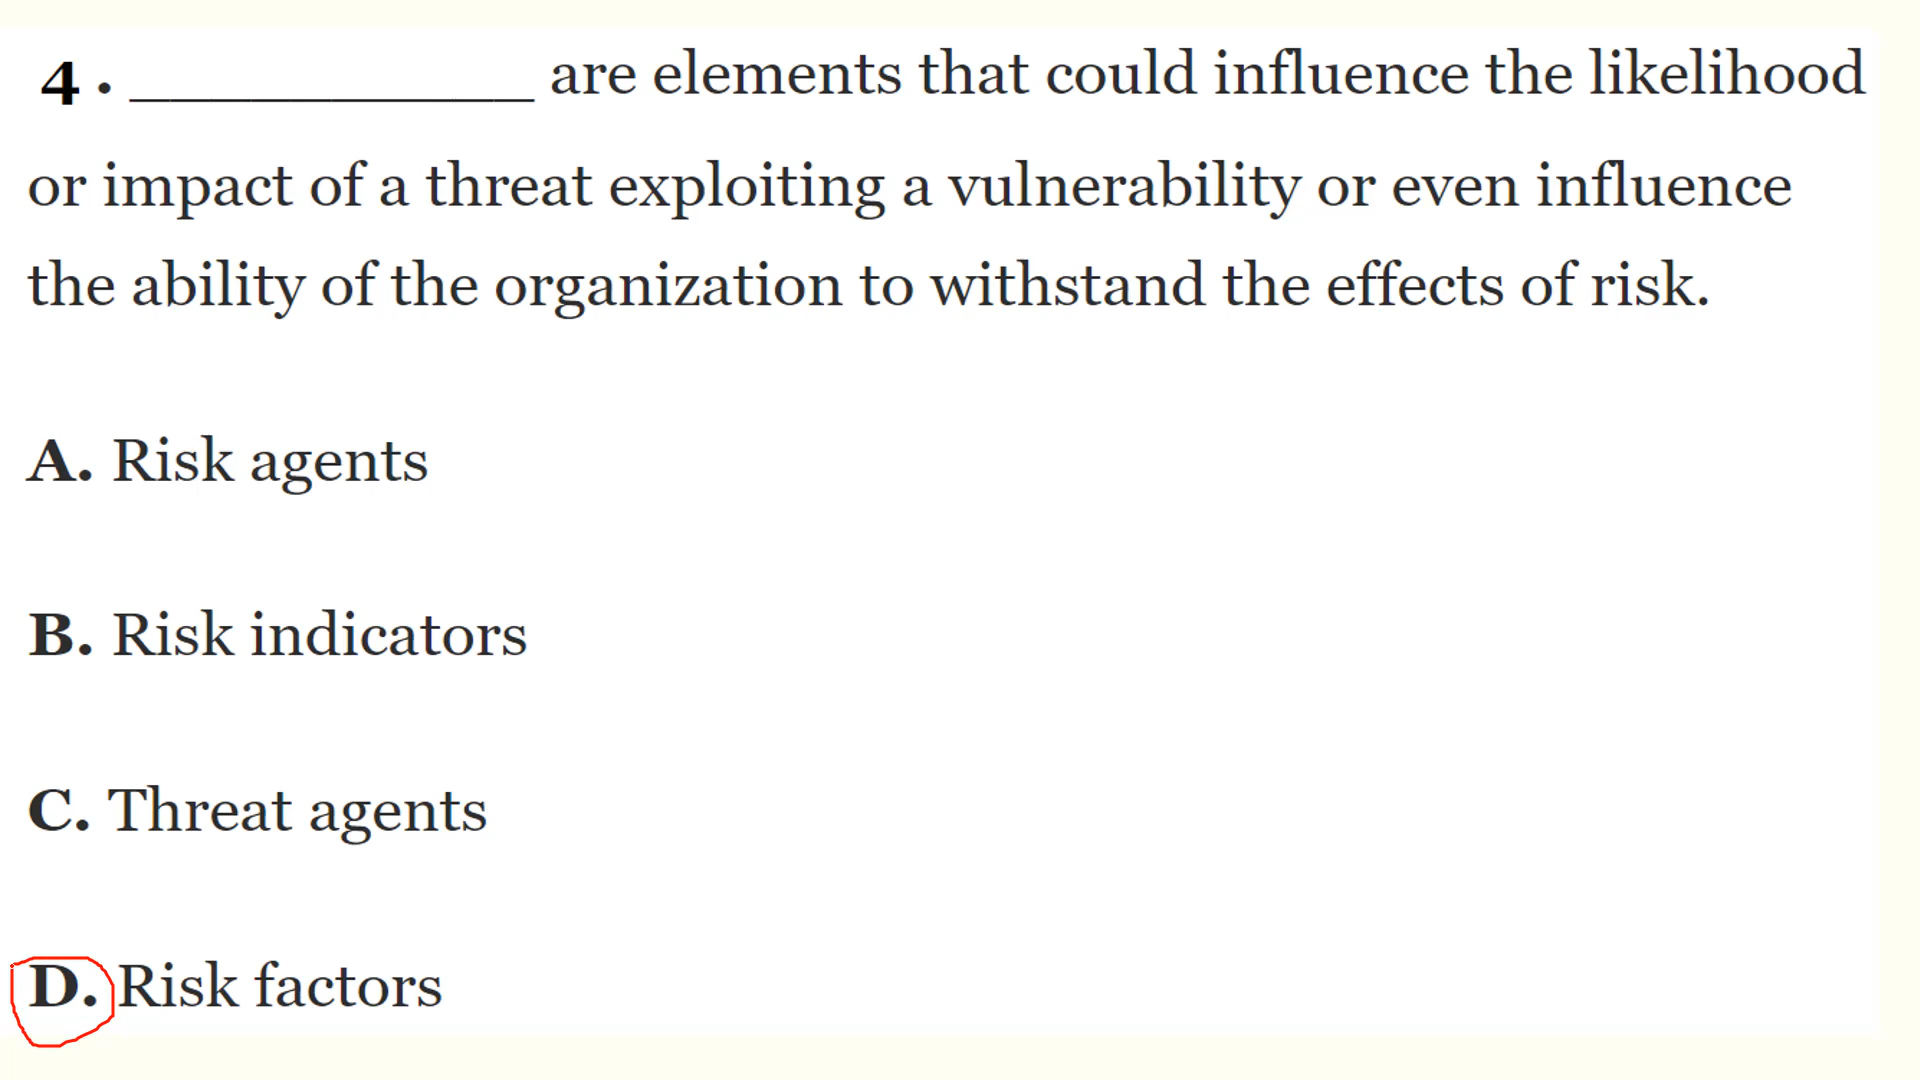 4. __________ are elements that could influence the likelihood
or impact of a threat exploiting a vulnerability or even influence
the ability of the organization to withstand the effects of risk.
A. Risk agents
B. Risk indicators
C. Threat agents
D. Risk factors